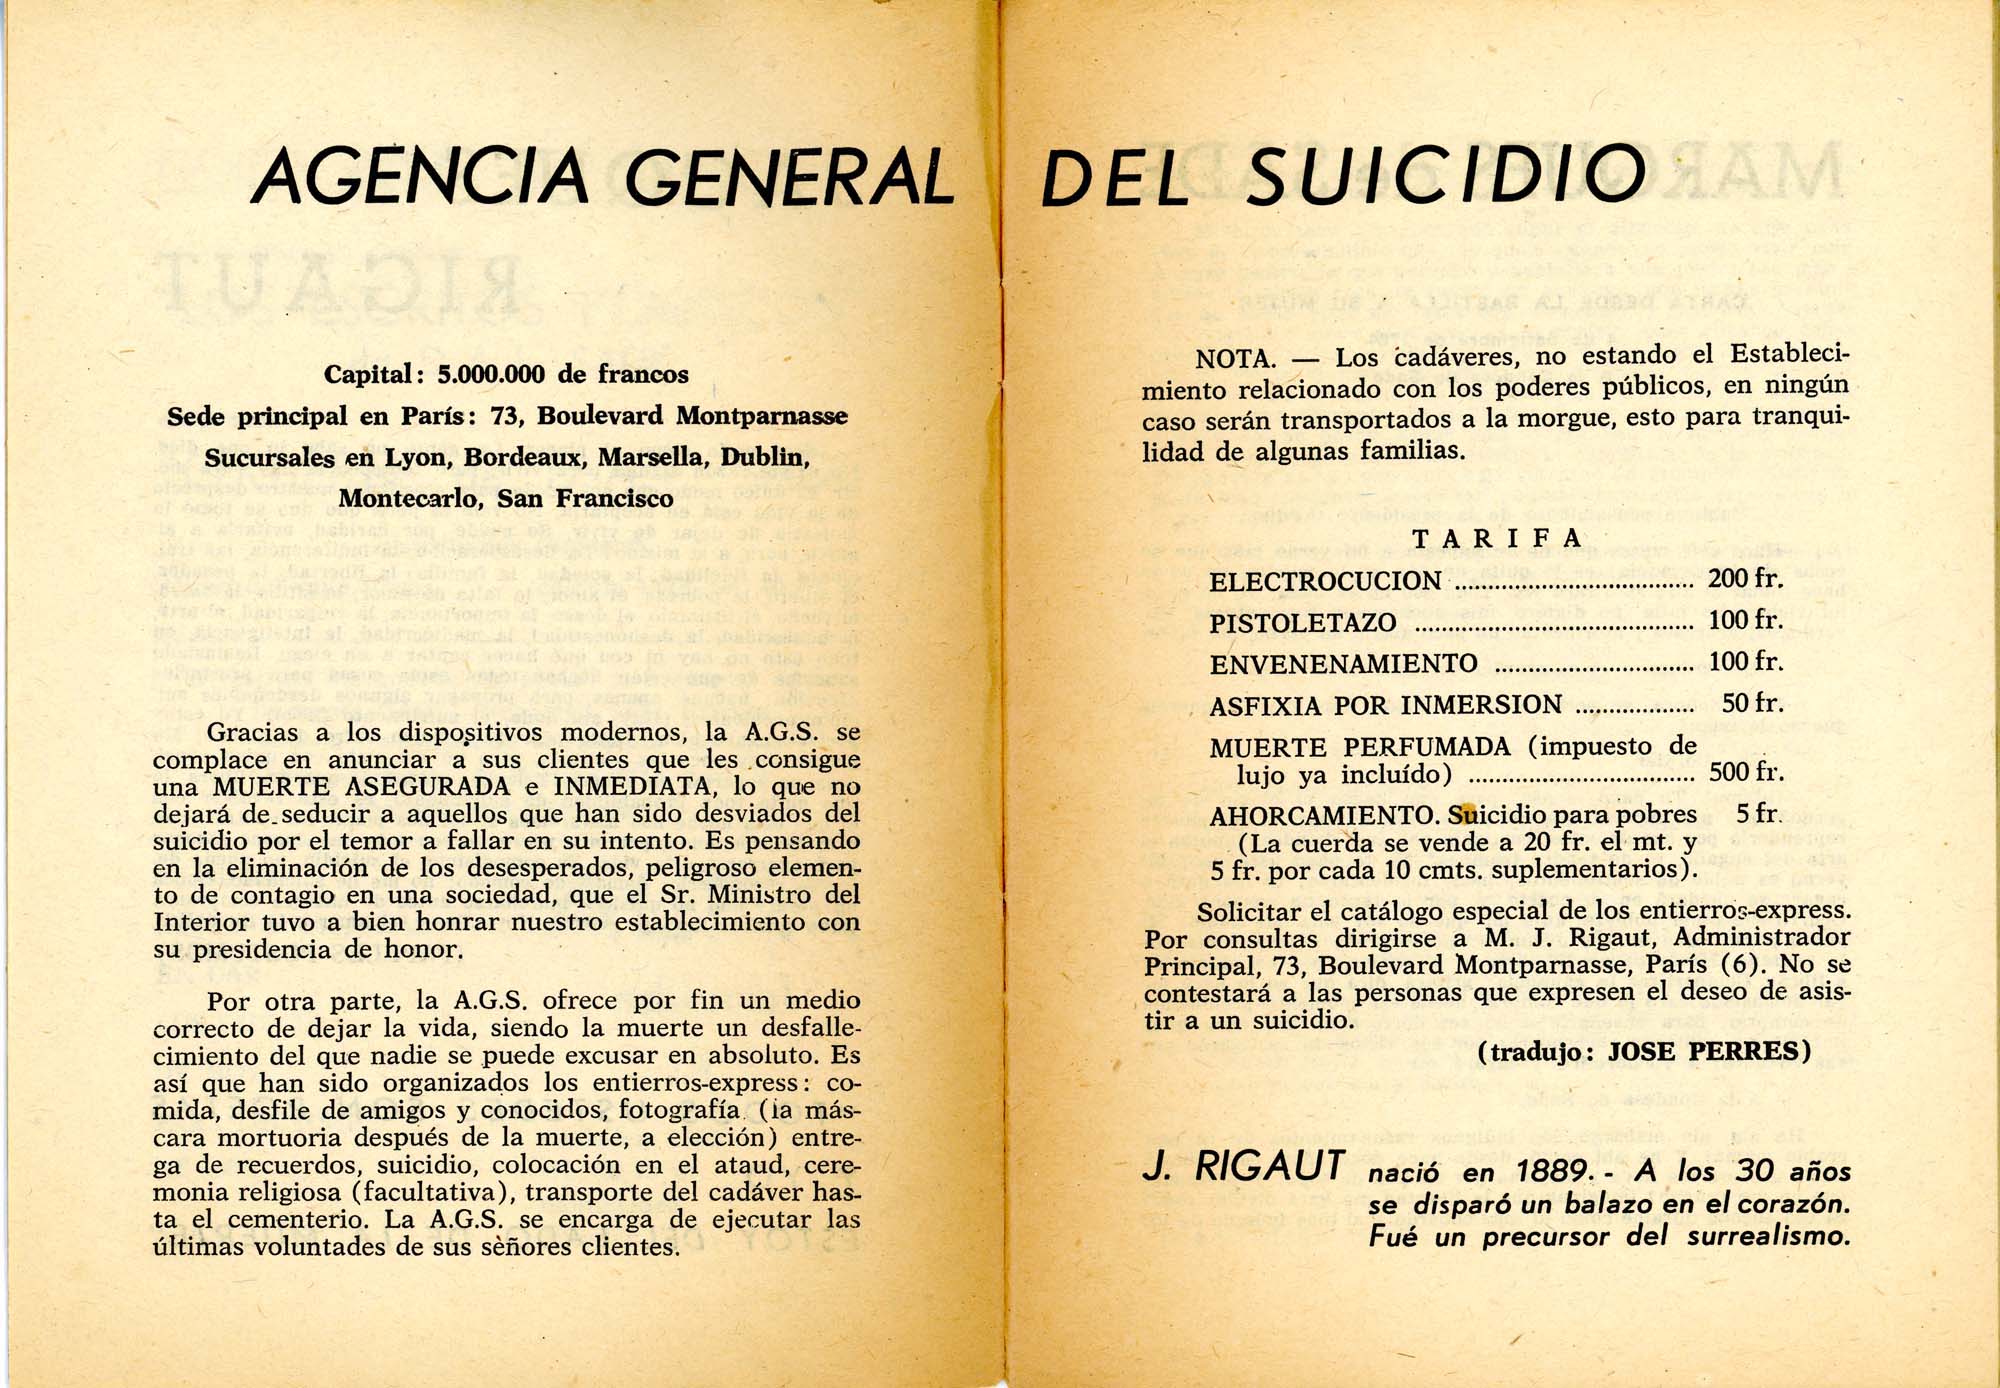 AGENCIA GENERAL DEL SUICIDIO
Capital: 5.000.000 de francos
Sede principal en París: 73, Boulevard Montparnasse
Sucursales en Lyon, Bordeaux, Marsella, Dublin,
Montecarlo, San Francisco
Gracias a los dispositivos modernos, la A.G.S. se
complace en anunciar a sus clientes que les consigue
una MUERTE ASEGURADA e INMEDIATA, lo que no
dejará de seducir a aquellos que han sido desviados del
suicidio por el temor a fallar en su intento. Es pensando
en la eliminación de los desesperados, peligroso elemen-
to de contagio en una sociedad, que el Sr. Ministro del
Interior tuvo a bien honrar nuestro establecimiento con
su presidencia de honor.
Por otra parte, la A.G.S. ofrece por fin un medio
correcto de dejar la vida, siendo la muerte un desfalle-
cimiento del que nadie se puede excusar en absoluto. Es
así que han sido organizados los entierros-express: co-
mida, desfile de amigos y conocidos, fotografía (la más-
cara mortuoria después de la muerte, a elección) entre-
ga de recuerdos, suicidio, colocación en el ataud, cere-
monia religiosa (facultativa), transporte del cadáver has-
ta el cementerio. La A.G.S. se encarga de ejecutar las
últimas voluntades de sus señores clientes.
NOTA. — Los cadáveres, no estando el Estableci-
miento relacionado con los poderes públicos, en ningún
caso serán transportados a la morgue, esto para tranqui-
lidad de algunas familias.
TARIFA
ELECTROCUCION .................................... 200 fr.
PISTOLETAZO .......................................... 100 fr.
ENVENENAMIENTO .............................. 100 fr.
ASFIXIA POR INMERSION .................. 50 fr.
MUERTE PERFUMADA (impuesto de
lujo ya incluído) .................................. 500 fr.
AHORCAMIENTO. Suicidio para pobres 5 fr.
(La cuerda se vende a 20 fr. el mt. y
5 fr. por cada 10 cmts. suplementarios).
Solicitar el catálogo especial de los entierros-express.
Por consultas dirigirse a M. J. Rigaut, Administrador
Principal, 73, Boulevard Montparnasse, París (6). No se
contestará a las personas que expresen el deseo de asis-
tir a un suicidio.
(tradujo: JOSE PERRES)
J. RIGAUT nació en 1889.- A los 30 años
se disparó un balazo en el corazón.
Fué un precursor del surrealismo.